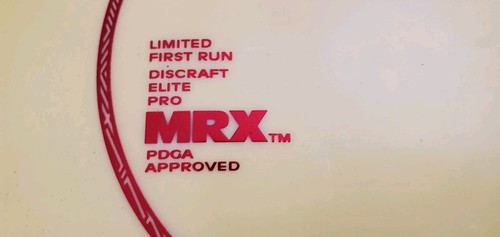 LIMITED
FIRST RUN
DISCRAFT
ELITE
PRO
MRX™
PDGA
APPROVED